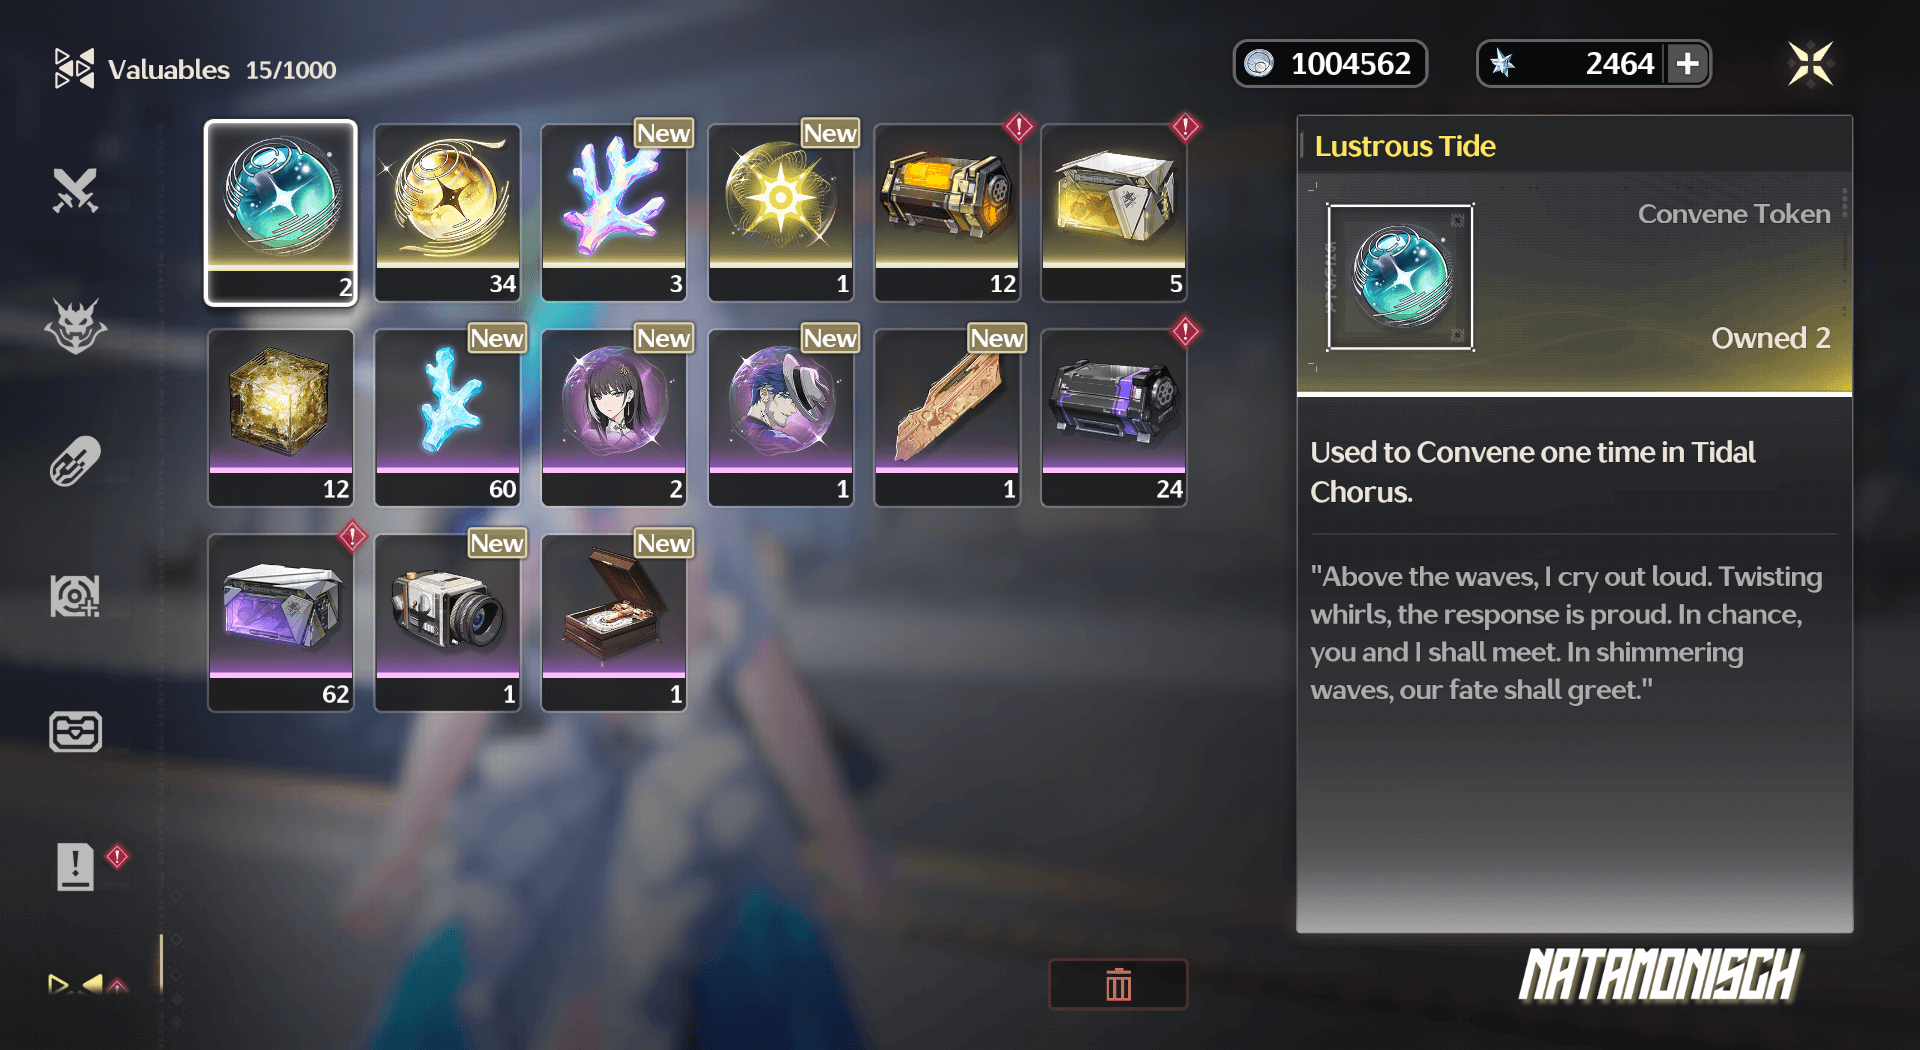 Valuables 15/1000
1004562
2464
2
34
New
3
New
1
12
5
12
New
60
New
2
New
1
New
1
24
62
New
1
New
1
Lustrous Tide
Convene Token
Owned 2
Used to Convene one time in Tidal
Chorus.
"Above the waves, I cry out loud. Twisting
whirls, the response is proud. In chance,
you and I shall meet. In shimmering
waves, our fate shall greet."
NATAMONISCH